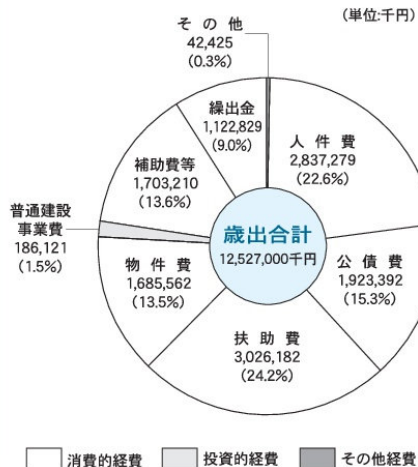 (単位:千円)
その他
42,425
(0.3%)
繰出金
1,122,829
(9.0%)
人件費
2,837,279
(22.6%)
補助費等
1,703,210
(13.6%)
普通建設
事業費
186,121
(1.5%)
歳出合計
12,527,000千円
物件費
1,685,562
(13.5%)
公債費
1,923,392
(15.3%)
扶助費
3,026,182
(24.2%)
消費的経費
投資的経費
その他経費